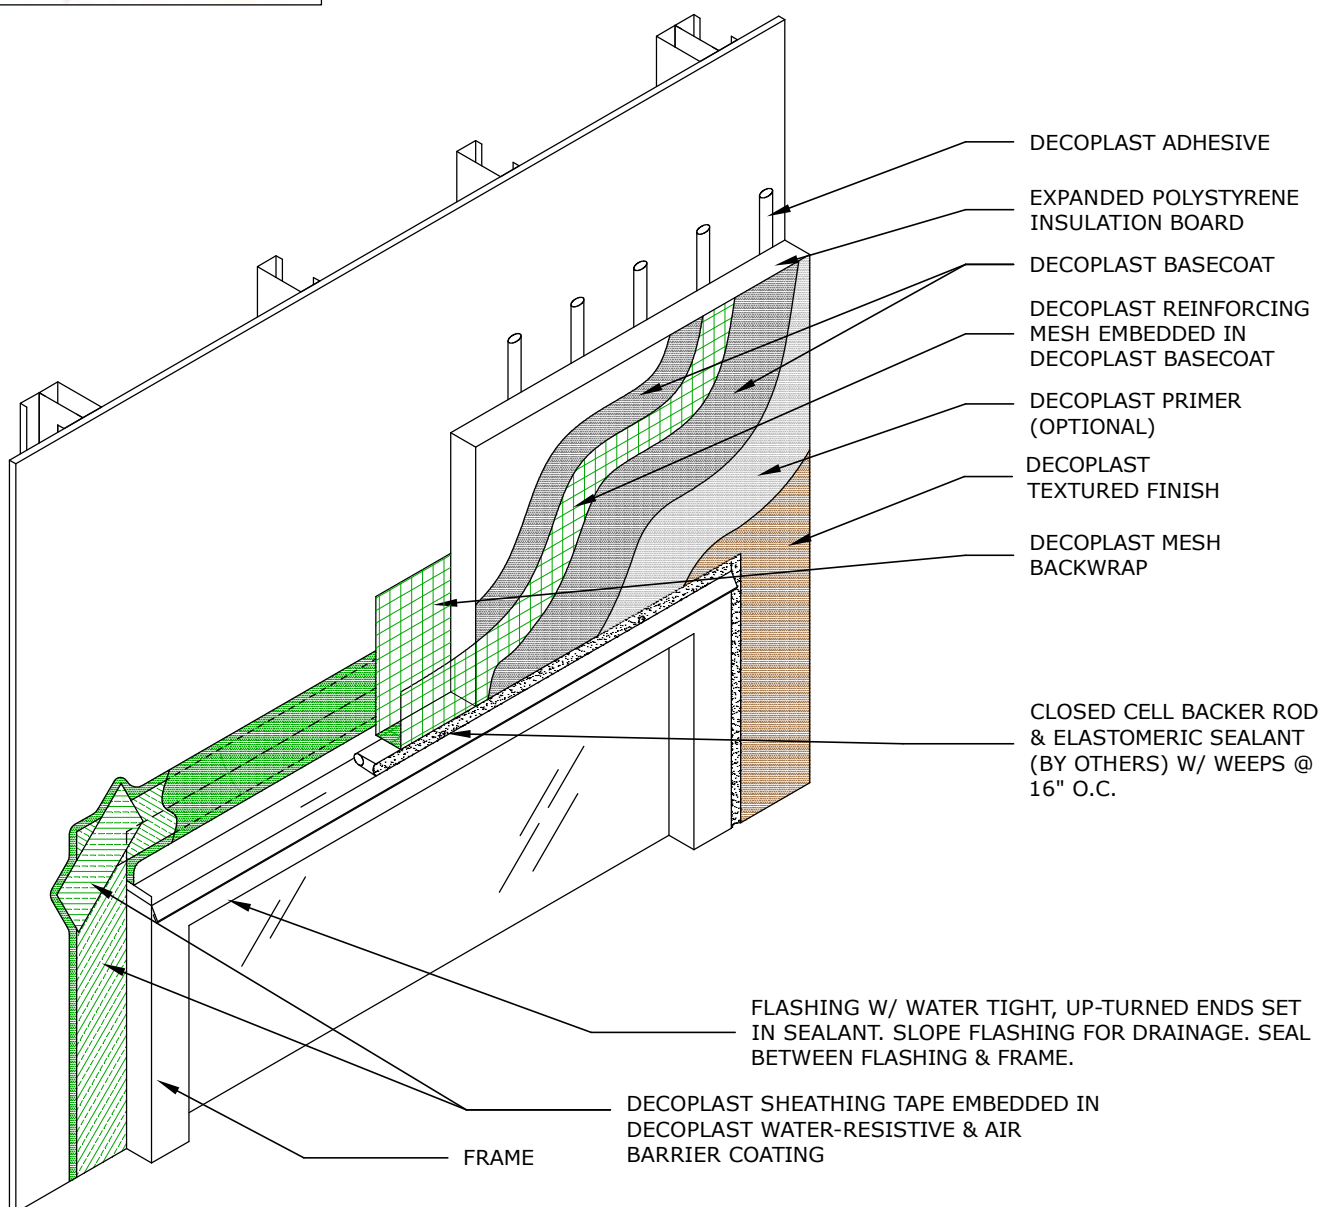 DECOPLAST ADHESIVE
EXPANDED POLYSTYRENE
INSULATION BOARD
DECOPLAST BASECOAT
DECOPLAST REINFORCING
MESH EMBEDDED IN
DECOPLAST BASECOAT
DECOPLAST PRIMER
(OPTIONAL)
DECOPLAST
TEXTURED FINISH
DECOPLAST MESH
BACKWRAP
CLOSED CELL BACKER ROD
& ELASTOMERIC SEALANT
(BY OTHERS) W/ WEEPS @
16" O.C.
FLASHING W/ WATER TIGHT, UP-TURNED ENDS SET
IN SEALANT. SLOPE FLASHING FOR DRAINAGE. SEAL
BETWEEN FLASHING & FRAME.
DECOPLAST SHEATHING TAPE EMBEDDED IN
DECOPLAST WATER-RESISTIVE & AIR
BARRIER COATING
FRAME